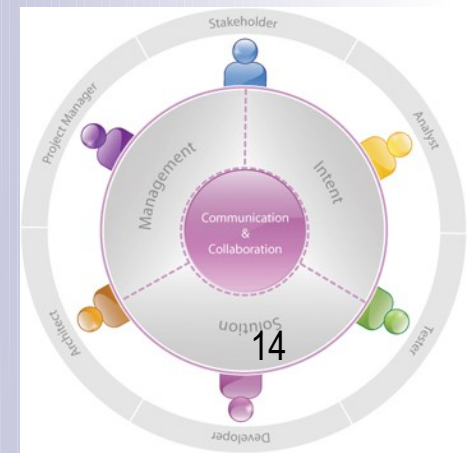 Stakeholder
Project Manager
Analyst
Management
Intent
Communication
&
Collaboration
Solution
14
Architect
Tester
Developer